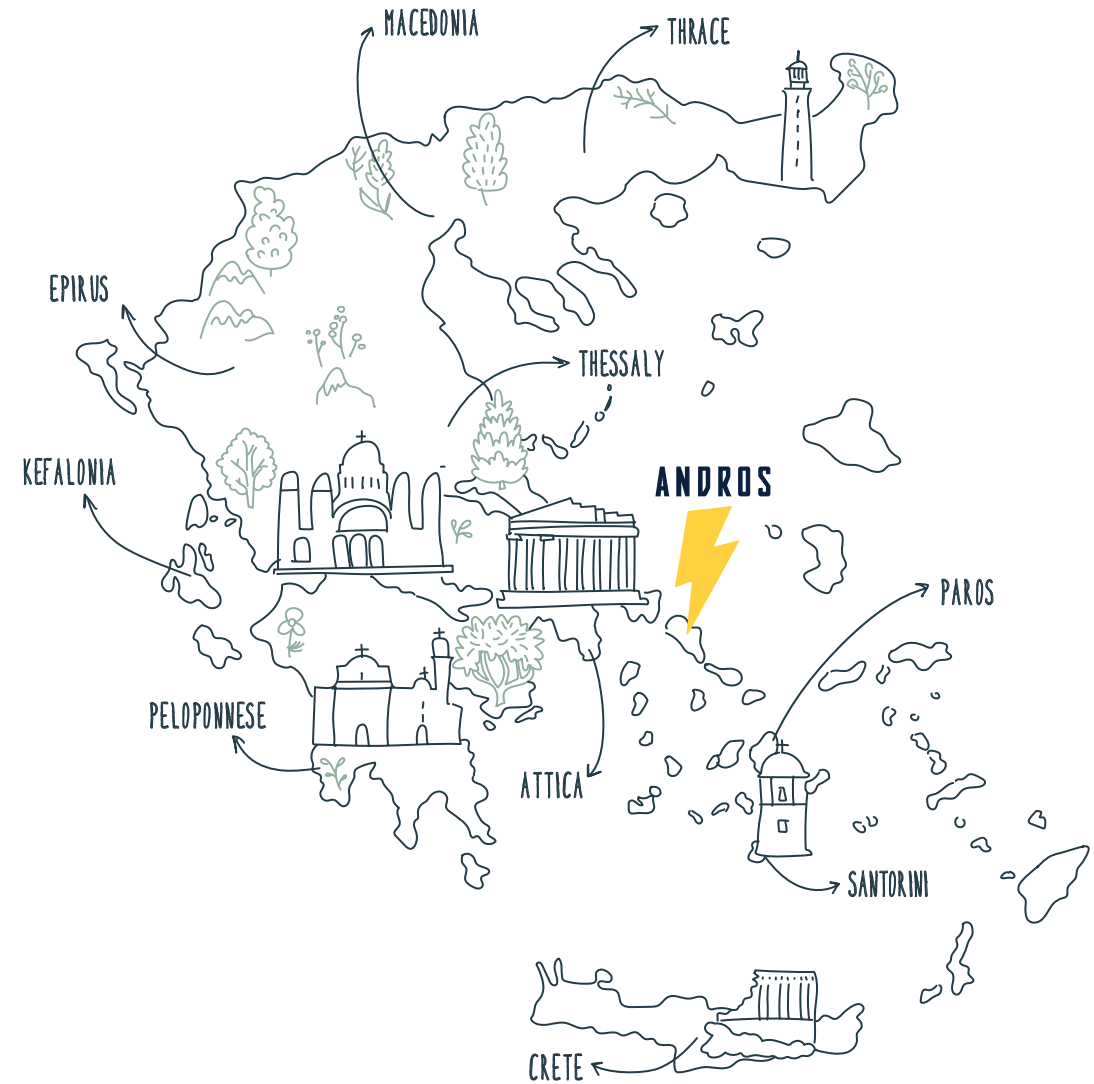 MACEDONIA
THRACE
EPIRUS
THESSALY
KEFALONIA
ANDROS
PAROS
PELOPONNESE
ATTICA
SANTORINI
CRETE